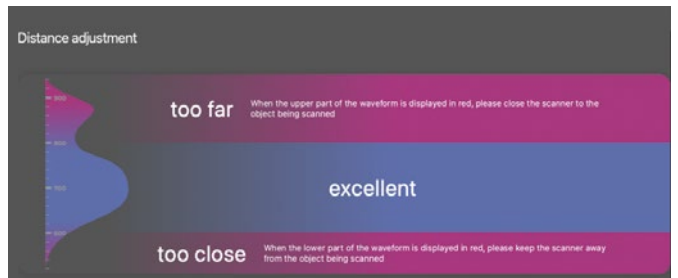 Distance adjustment
too far
When the upper part of the waveform is displayed in red, please close the scanner to the
object being scanned
excellent
too close
When the lower part of the waveform is displayed in red, please keep the scanner away
from the object being scanned